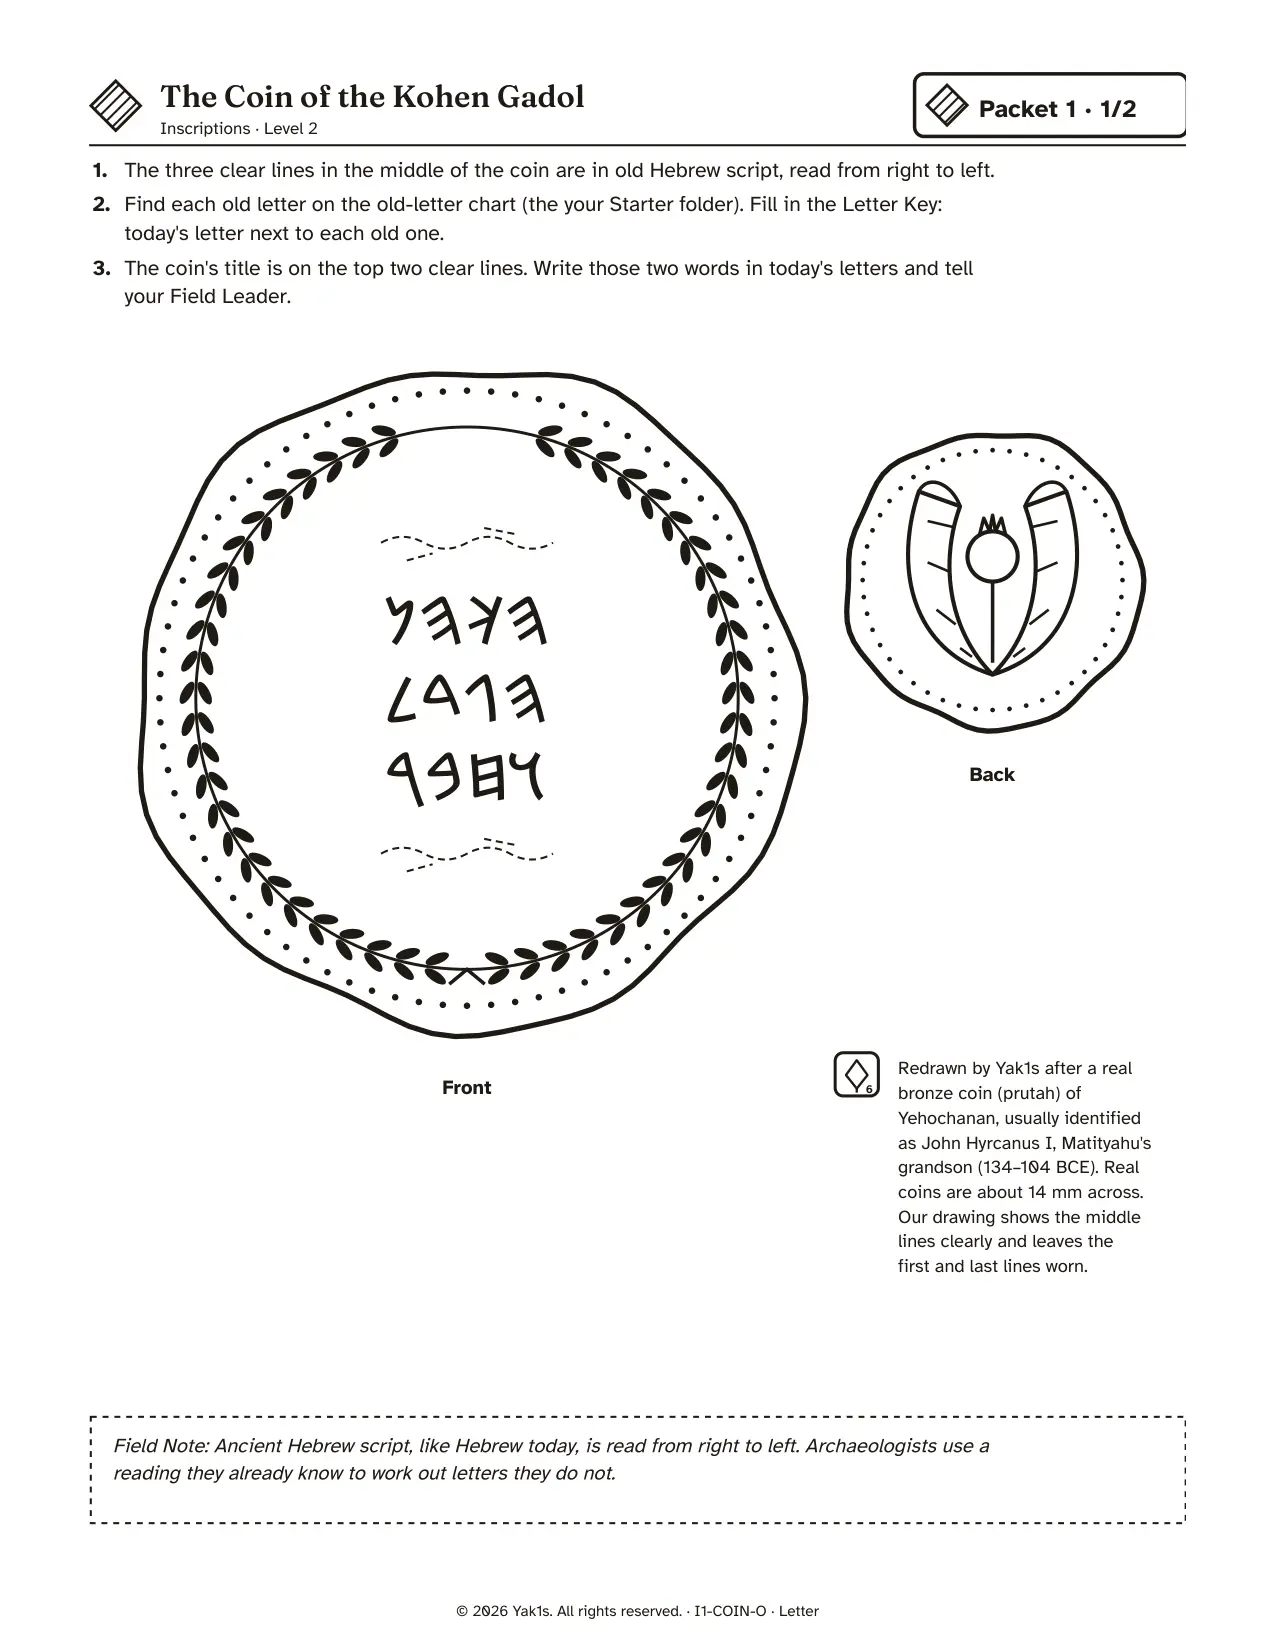 The Coin of the Kohen Gadol
Inscriptions · Level 2
Packet 1 · 1/2
1. The three clear lines in the middle of the coin are in old Hebrew script, read from right to left.
2. Find each old letter on the old-letter chart (the your Starter folder). Fill in the Letter Key:
today's letter next to each old one.
3. The coin's title is on the top two clear lines. Write those two words in today's letters and tell
your Field Leader.
𐤄𐤊𐤄𐤍
𐤄𐤂𐤃𐤋
𐤅𐤇𐤁𐤓
Front
Back
6
Redrawn by Yak1s after a real
bronze coin (prutah) of
Yehochanan, usually identified
as John Hyrcanus I, Matityahu's
grandson (134–104 BCE). Real
coins are about 14 mm across.
Our drawing shows the middle
lines clearly and leaves the
first and last lines worn.
Field Note: Ancient Hebrew script, like Hebrew today, is read from right to left. Archaeologists use a
reading they already know to work out letters they do not.
© 2026 Yak1s. All rights reserved. · I1-COIN-O · Letter